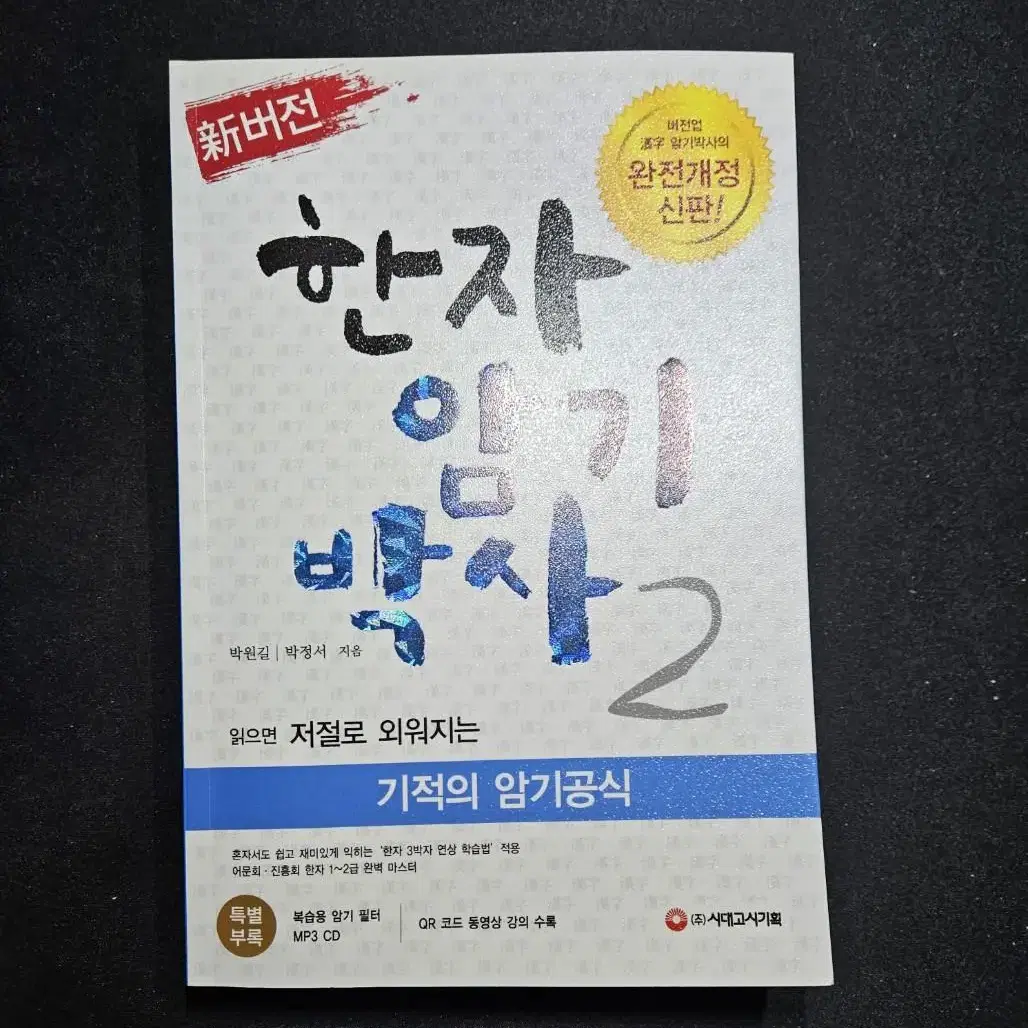 新버전
버전업
漢字 암기박사의
완전개정
신판!
한자
암기
박사 2
박원길 | 박정서 지음
읽으면 저절로 외워지는
기적의 암기공식
혼자서도 쉽고 재미있게 익히는 '한자 3박자 연상 학습법' 적용
어문회·진흥회 한자 1~2급 완벽 마스터
특별
부록
복습용 암기 필터
MP3 CD
QR 코드 동영상 강의 수록
(주)시대고시기획